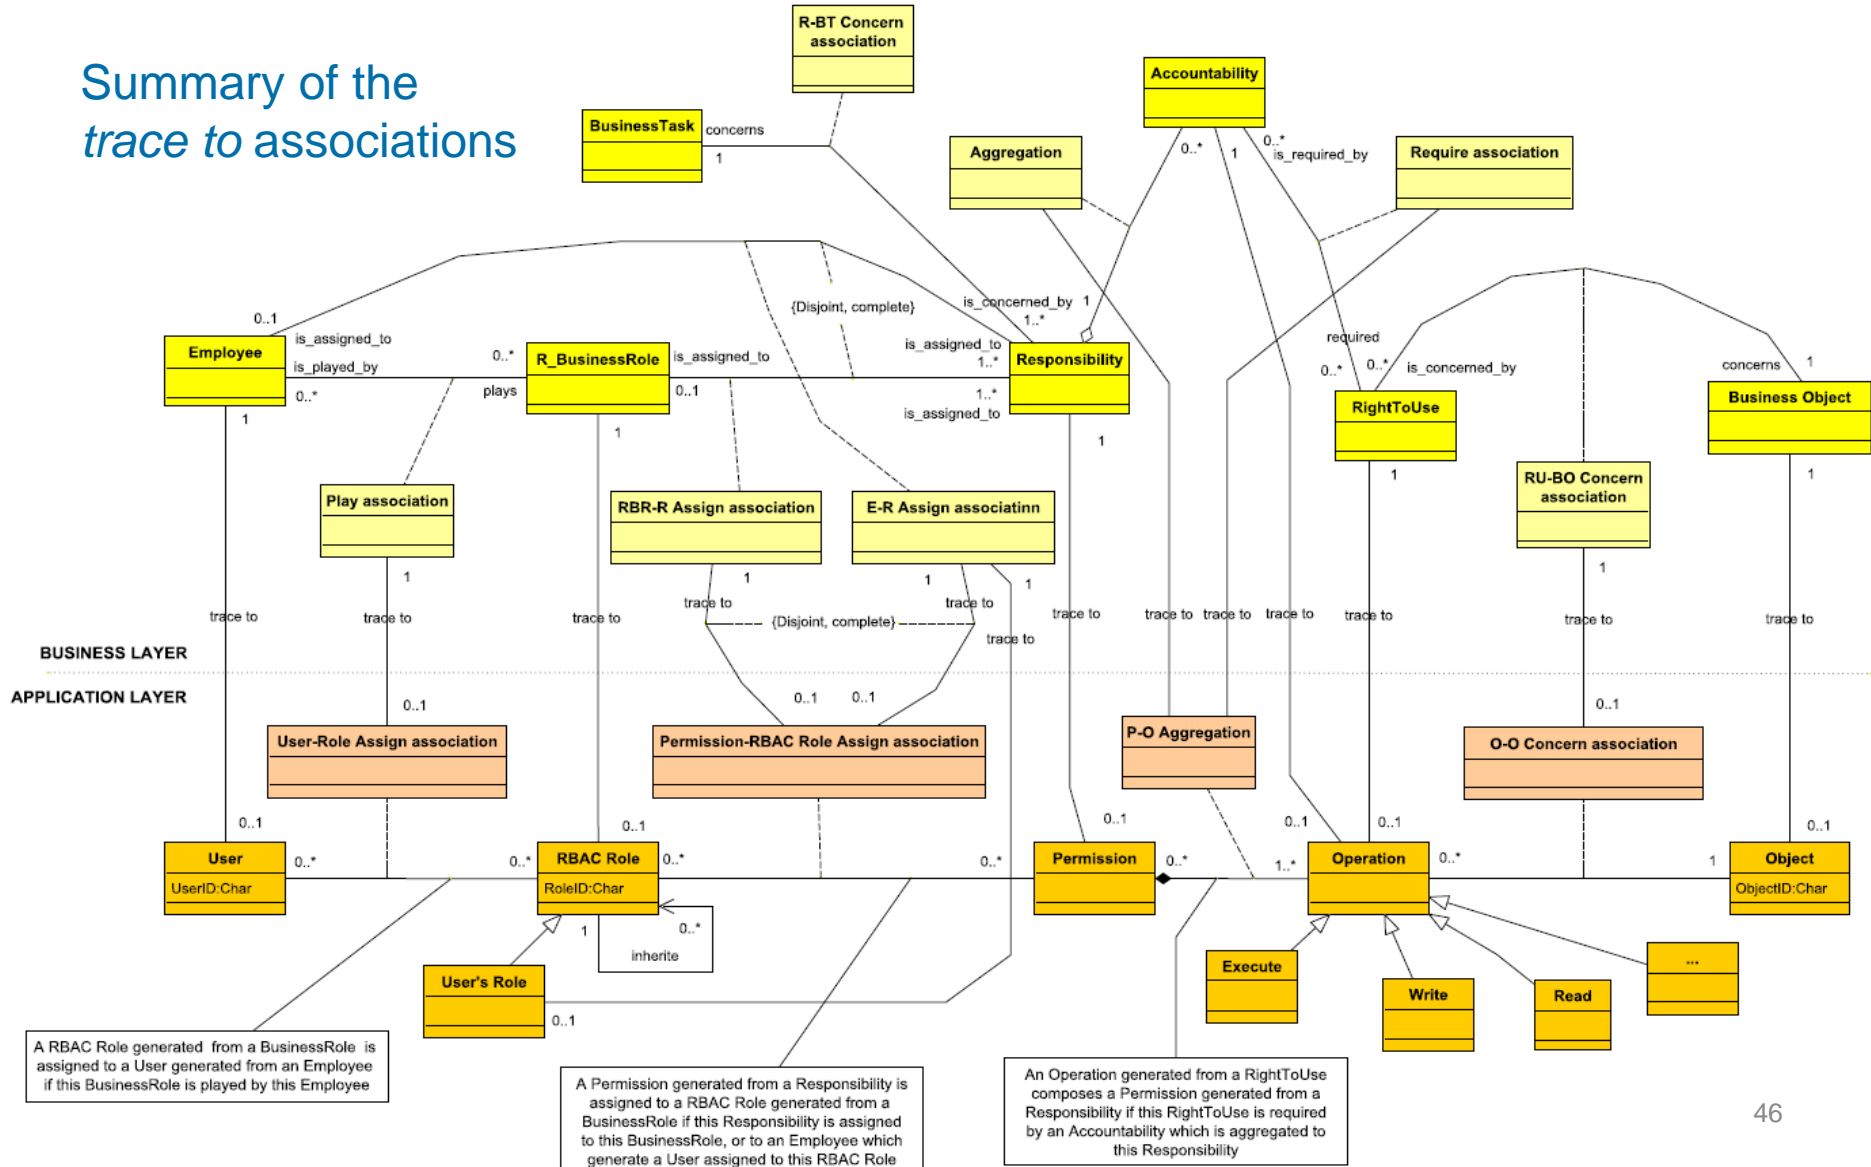 Summary of the
trace to associations
R-BT Concern
association
Accountability
BusinessTask
concerns
1
Aggregation
0..*
1
0..*
is_required_by
Require association
{Disjoint, complete}
is_concerned_by
1
1..*
0..1
is_assigned_to
Employee
is_played_by
0..*
1
0..*
plays
R_BusinessRole
is_assigned_to
0..1
1
is_assigned_to
1..*
1..*
is_assigned_to
Responsibility
1
required
0..*
0..*
is_concerned_by
RightToUse
1
concerns
1
Business Object
1
Play association
1
RBR-R Assign association
1
E-R Assign associatinn
1
1
RU-BO Concern
association
1
trace to
trace to
trace to
trace to
{Disjoint, complete}
trace to
trace to
trace to
trace to
trace to
trace to
trace to
trace to
trace to
BUSINESS LAYER
APPLICATION LAYER
0..1
0..1
0..1
0..1
User-Role Assign association
Permission-RBAC Role Assign association
P-O Aggregation
O-O Concern association
0..1
0..1
0..1
0..1
0..1
0..1
User
UserID:Char
0..*
0..*
RBAC Role
RoleID:Char
0..*
0..*
Permission
0..*
1..*
Operation
0..*
1
Object
ObjectID:Char
1
0..*
inherite
User's Role
0..1
Execute
Write
Read
...
A RBAC Role generated from a BusinessRole is
assigned to a User generated from an Employee
if this BusinessRole is played by this Employee
A Permission generated from a Responsibility is
assigned to a RBAC Role generated from a
BusinessRole if this Responsibility is assigned
to this BusinessRole, or to an Employee which
generate a User assigned to this RBAC Role
An Operation generated from a RightToUse
composes a Permission generated from a
Responsibility if this RightToUse is required
by an Accountability which is aggregated to
this Responsibility
46